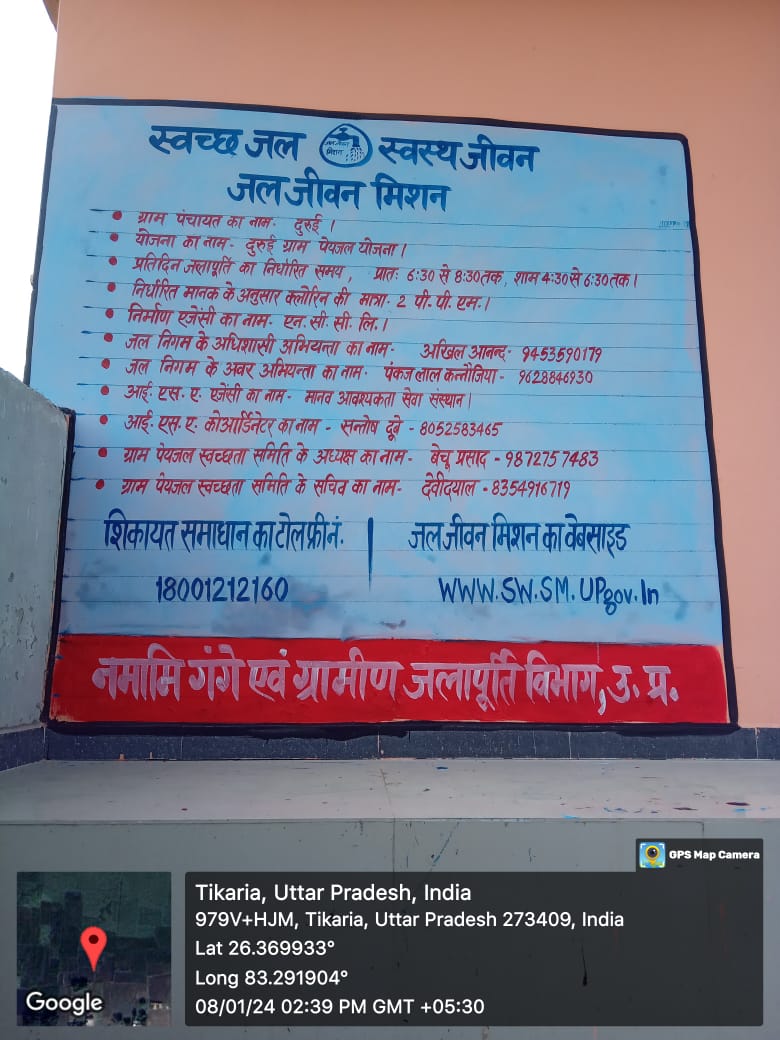 स्वच्छ जल जल जीवन मिशन स्वस्थ जीवन
जल जीवन मिशन
• ग्राम पंचायत का नाम- दुरुई ।
• योजना का नाम- दुरुई ग्राम पेयजल योजना ।
• प्रतिदिन जलापूर्ति का निर्धारित समय, प्रातः 6:30 से 8:30 तक, शाम 4:30 से 6:30 तक ।
• निर्धारित मानक के अनुसार क्लोरिन की मात्रा- 2 पी. पी. एम. ।
• निर्माण एजेंसी का नाम- एन. सी. सी. लि. ।
• जल निगम के अधिशासी अभियन्ता का नाम- अखिल आनन्द- 9453590179
• जल निगम के अवर अभियन्ता का नाम- पंकज लाल कन्नौजिया- 9628846930
• आई. एस. ए. एजेंसी का नाम- मानव आवश्यकता सेवा संस्थान ।
• आई. एस. ए. कोआर्डिनेटर का नाम - सन्तोष दूबे - 8052583465
• ग्राम पेयजल स्वच्छता समिति के अध्यक्ष का नाम- बेचू प्रसाद - 9872757483
• ग्राम पेयजल स्वच्छता समिति के सचिव का नाम- देवीदयाल - 8354916719
शिकायत समाधान का टोल फ्री नं. | जल जीवन मिशन का वेबसाइड
18001212160 WWW.SW.SM.UPgov.In
नमामि गंगे एवं ग्रामीण जलापूर्ति विभाग, उ. प्र.
GPS Map Camera
Tikaria, Uttar Pradesh, India
979V+HJM, Tikaria, Uttar Pradesh 273409, India
Lat 26.369933°
Long 83.291904°
08/01/24 02:39 PM GMT +05:30
Google